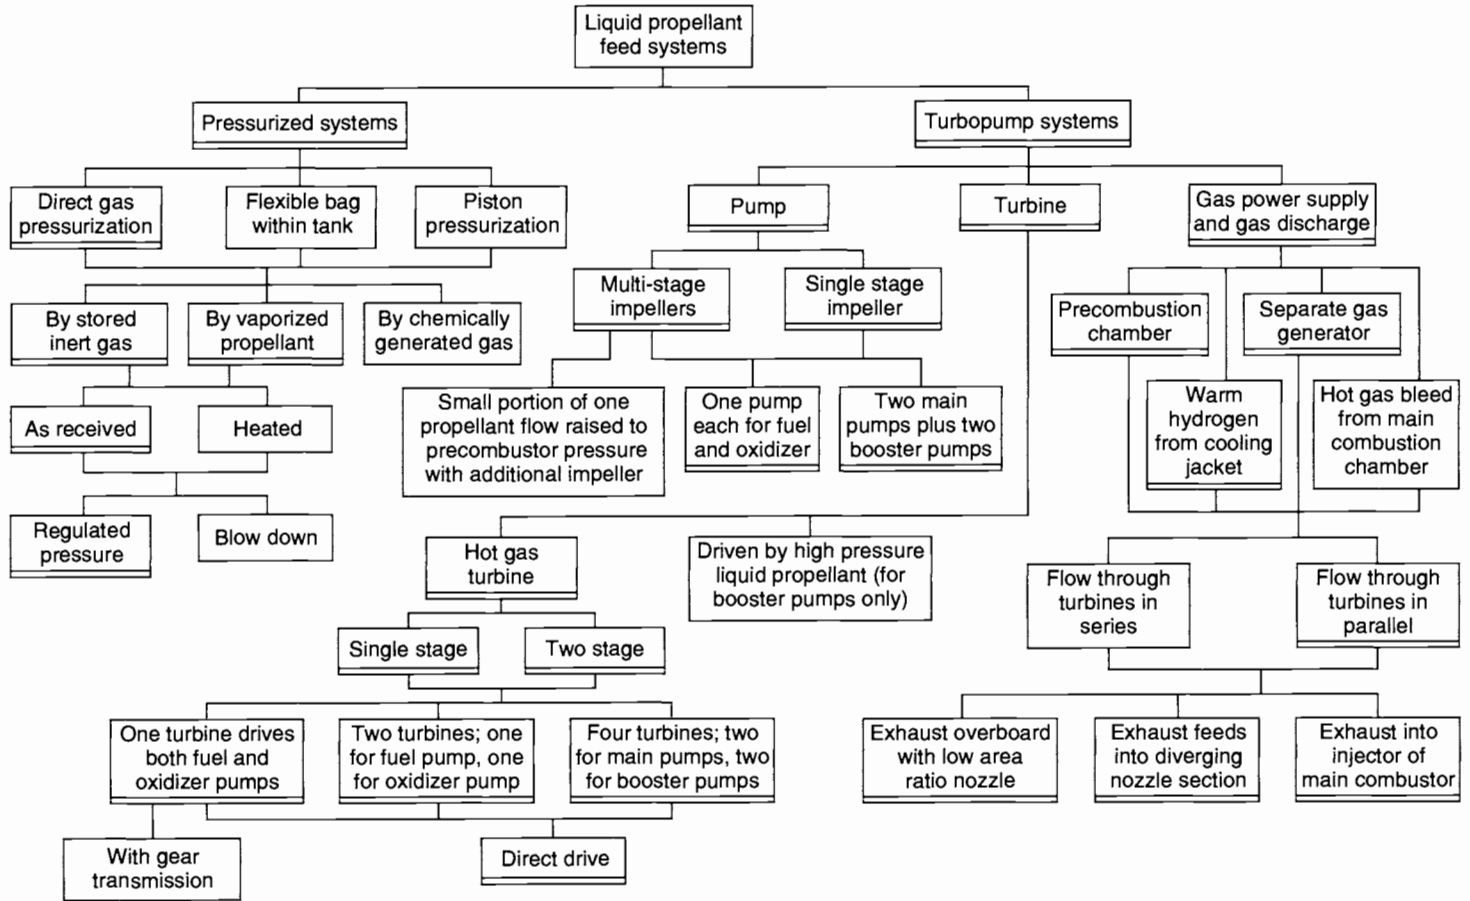 Liquid propellant
feed systems
Pressurized systems
Turbopump systems
Direct gas
pressurization
Flexible bag
within tank
Piston
pressurization
Pump
Turbine
Gas power supply
and gas discharge
By stored
inert gas
By vaporized
propellant
By chemically
generated gas
Multi-stage
impellers
Single stage
impeller
Precombustion
chamber
Separate gas
generator
As received
Heated
Small portion of one
propellant flow raised to
precombustor pressure
with additional impeller
One pump
each for fuel
and oxidizer
Two main
pumps plus two
booster pumps
Warm
hydrogen
from cooling
jacket
Hot gas bleed
from main
combustion
chamber
Regulated
pressure
Blow down
Hot gas
turbine
Driven by high pressure
liquid propellant (for
booster pumps only)
Flow through
turbines in
series
Flow through
turbines in
parallel
Single stage
Two stage
One turbine drives
both fuel and
oxidizer pumps
Two turbines; one
for fuel pump, one
for oxidizer pump
Four turbines; two
for main pumps, two
for booster pumps
Exhaust overboard
with low area
ratio nozzle
Exhaust feeds
into diverging
nozzle section
Exhaust into
injector of
main combustor
With gear
transmission
Direct drive